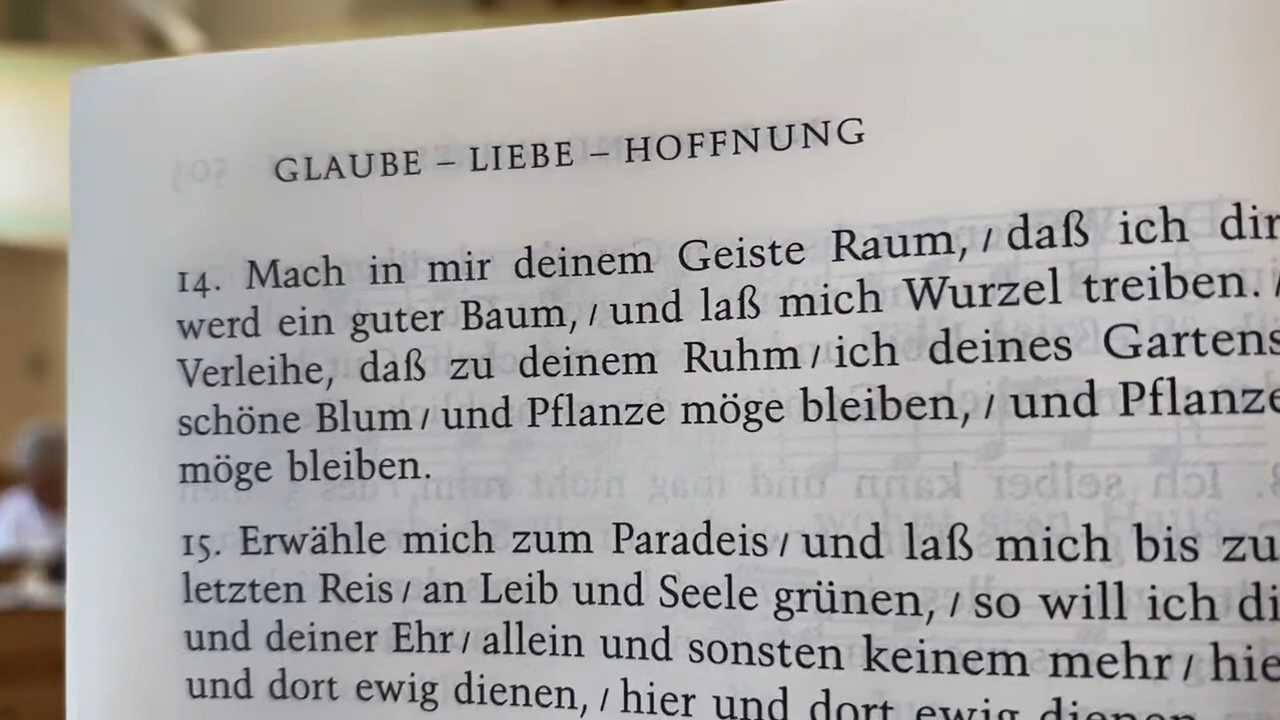 GLAUBE – LIEBE – HOFFNUNG
14. Mach in mir deinem Geiste Raum, / daß ich dir
werd ein guter Baum, / und laß mich Wurzel treiben. /
Verleihe, daß zu deinem Ruhm / ich deines Gartens
schöne Blum / und Pflanze möge bleiben, / und Pflanze
möge bleiben.
15. Erwähle mich zum Paradeis / und laß mich bis zu
letzten Reis / an Leib und Seele grünen, / so will ich di
und deiner Ehr / allein und sonsten keinem mehr / hie
und dort ewig dienen, / hier und dort ewig dienen